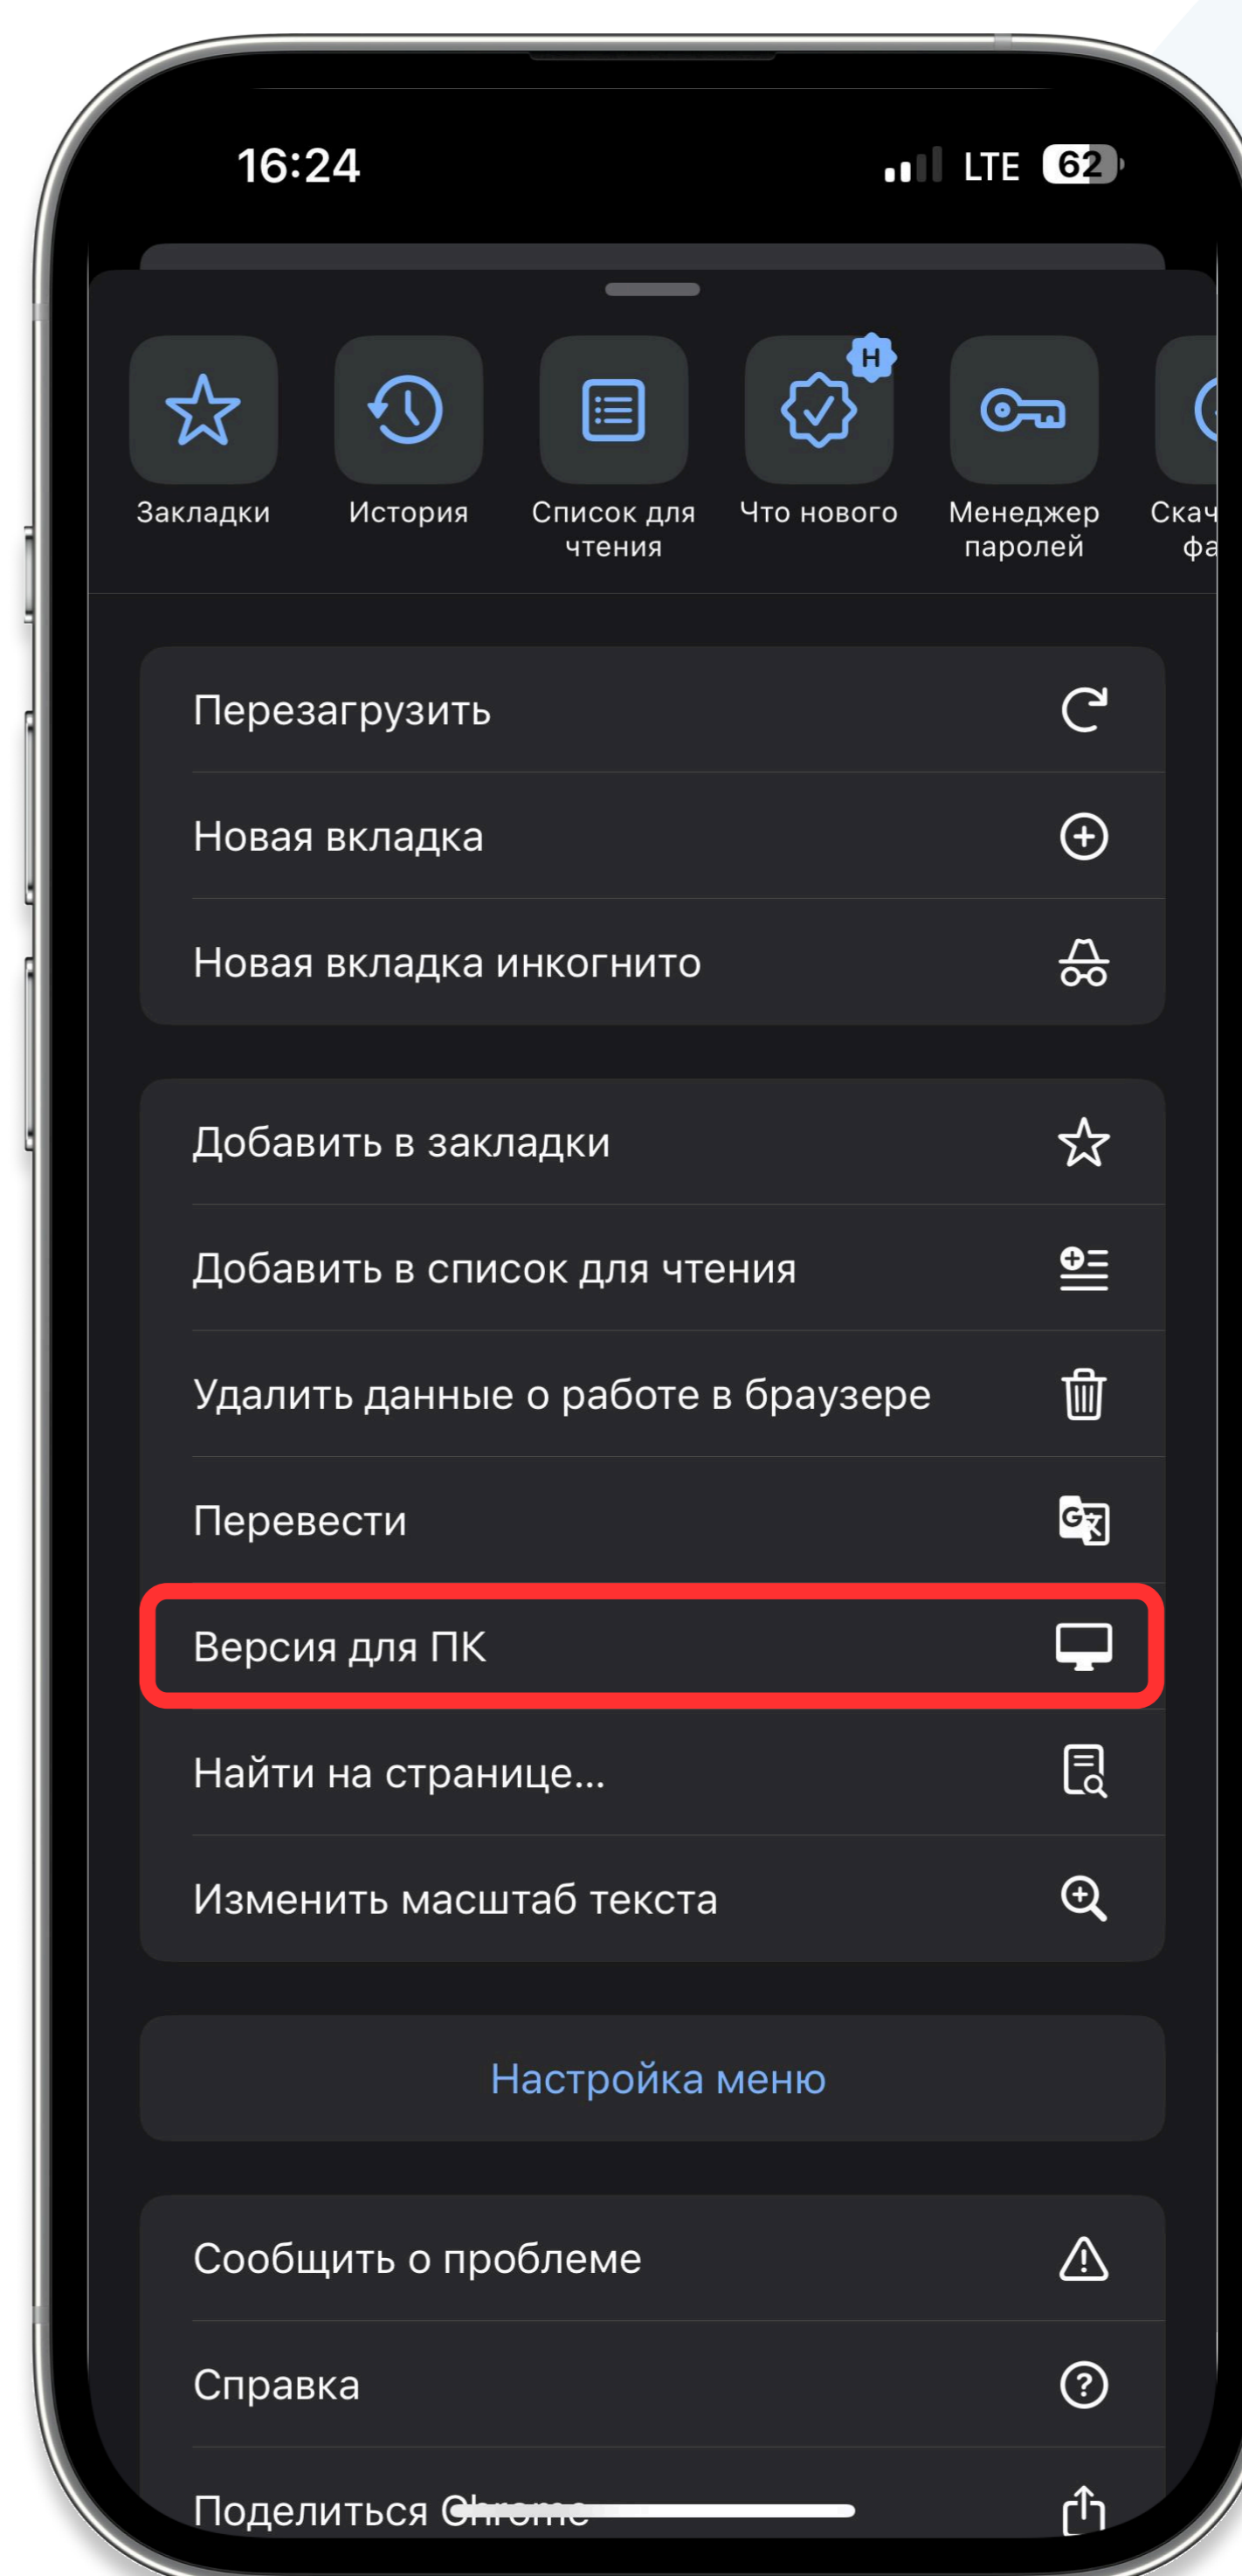 16:24
LTE 62
Н
Закладки
История
Список для
чтения
Что нового
Менеджер
паролей
Перезагрузить
Новая вкладка
Новая вкладка инкогнито
Добавить в закладки
Добавить в список для чтения
Удалить данные о работе в браузере
Перевести
Версия для ПК
Найти на странице...
Изменить масштаб текста
Настройка меню
Сообщить о проблеме
Справка
Поделиться Chrome